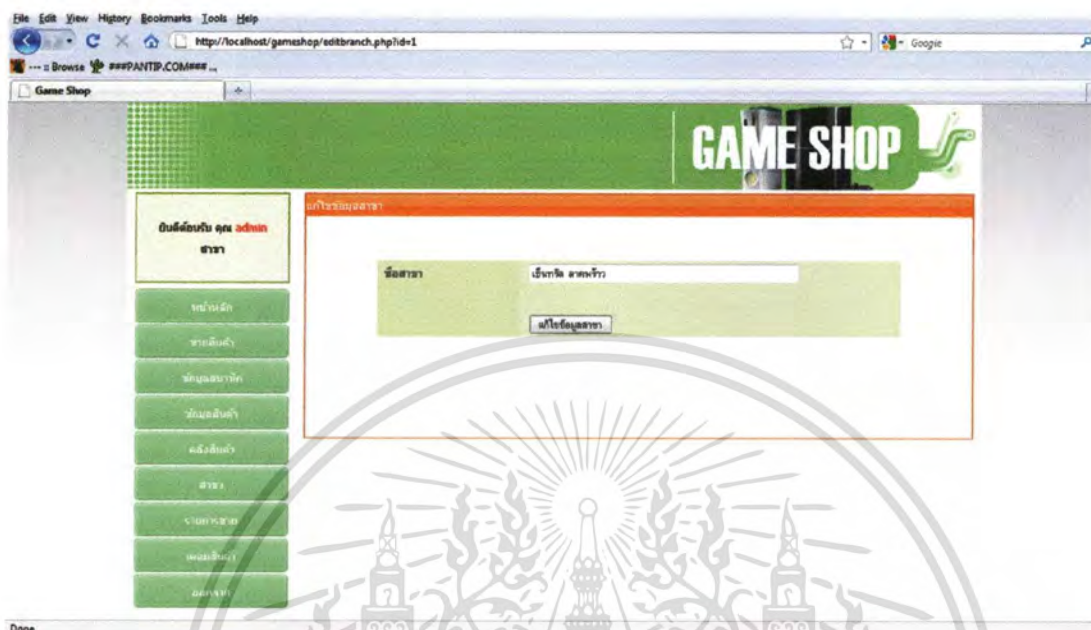 File Edit View History Bookmarks Tools Help
http://localhost/gameshop/editbranch.php?id=1
Google
Browse ###PANTIP.COM### ...
Game Shop
GAME SHOP
ยินดีต้อนรับ คุณ admin
สาขา
แก้ไขข้อมูลสาขา
ชื่อสาขา
เซ็นทรัล ลาดพร้าว
แก้ไขข้อมูลสาขา
หน้าหลัก
ขายสินค้า
ข้อมูลสมาชิก
ข้อมูลสินค้า
คลังสินค้า
สาขา
รายการขาย
ออกจาก
Done